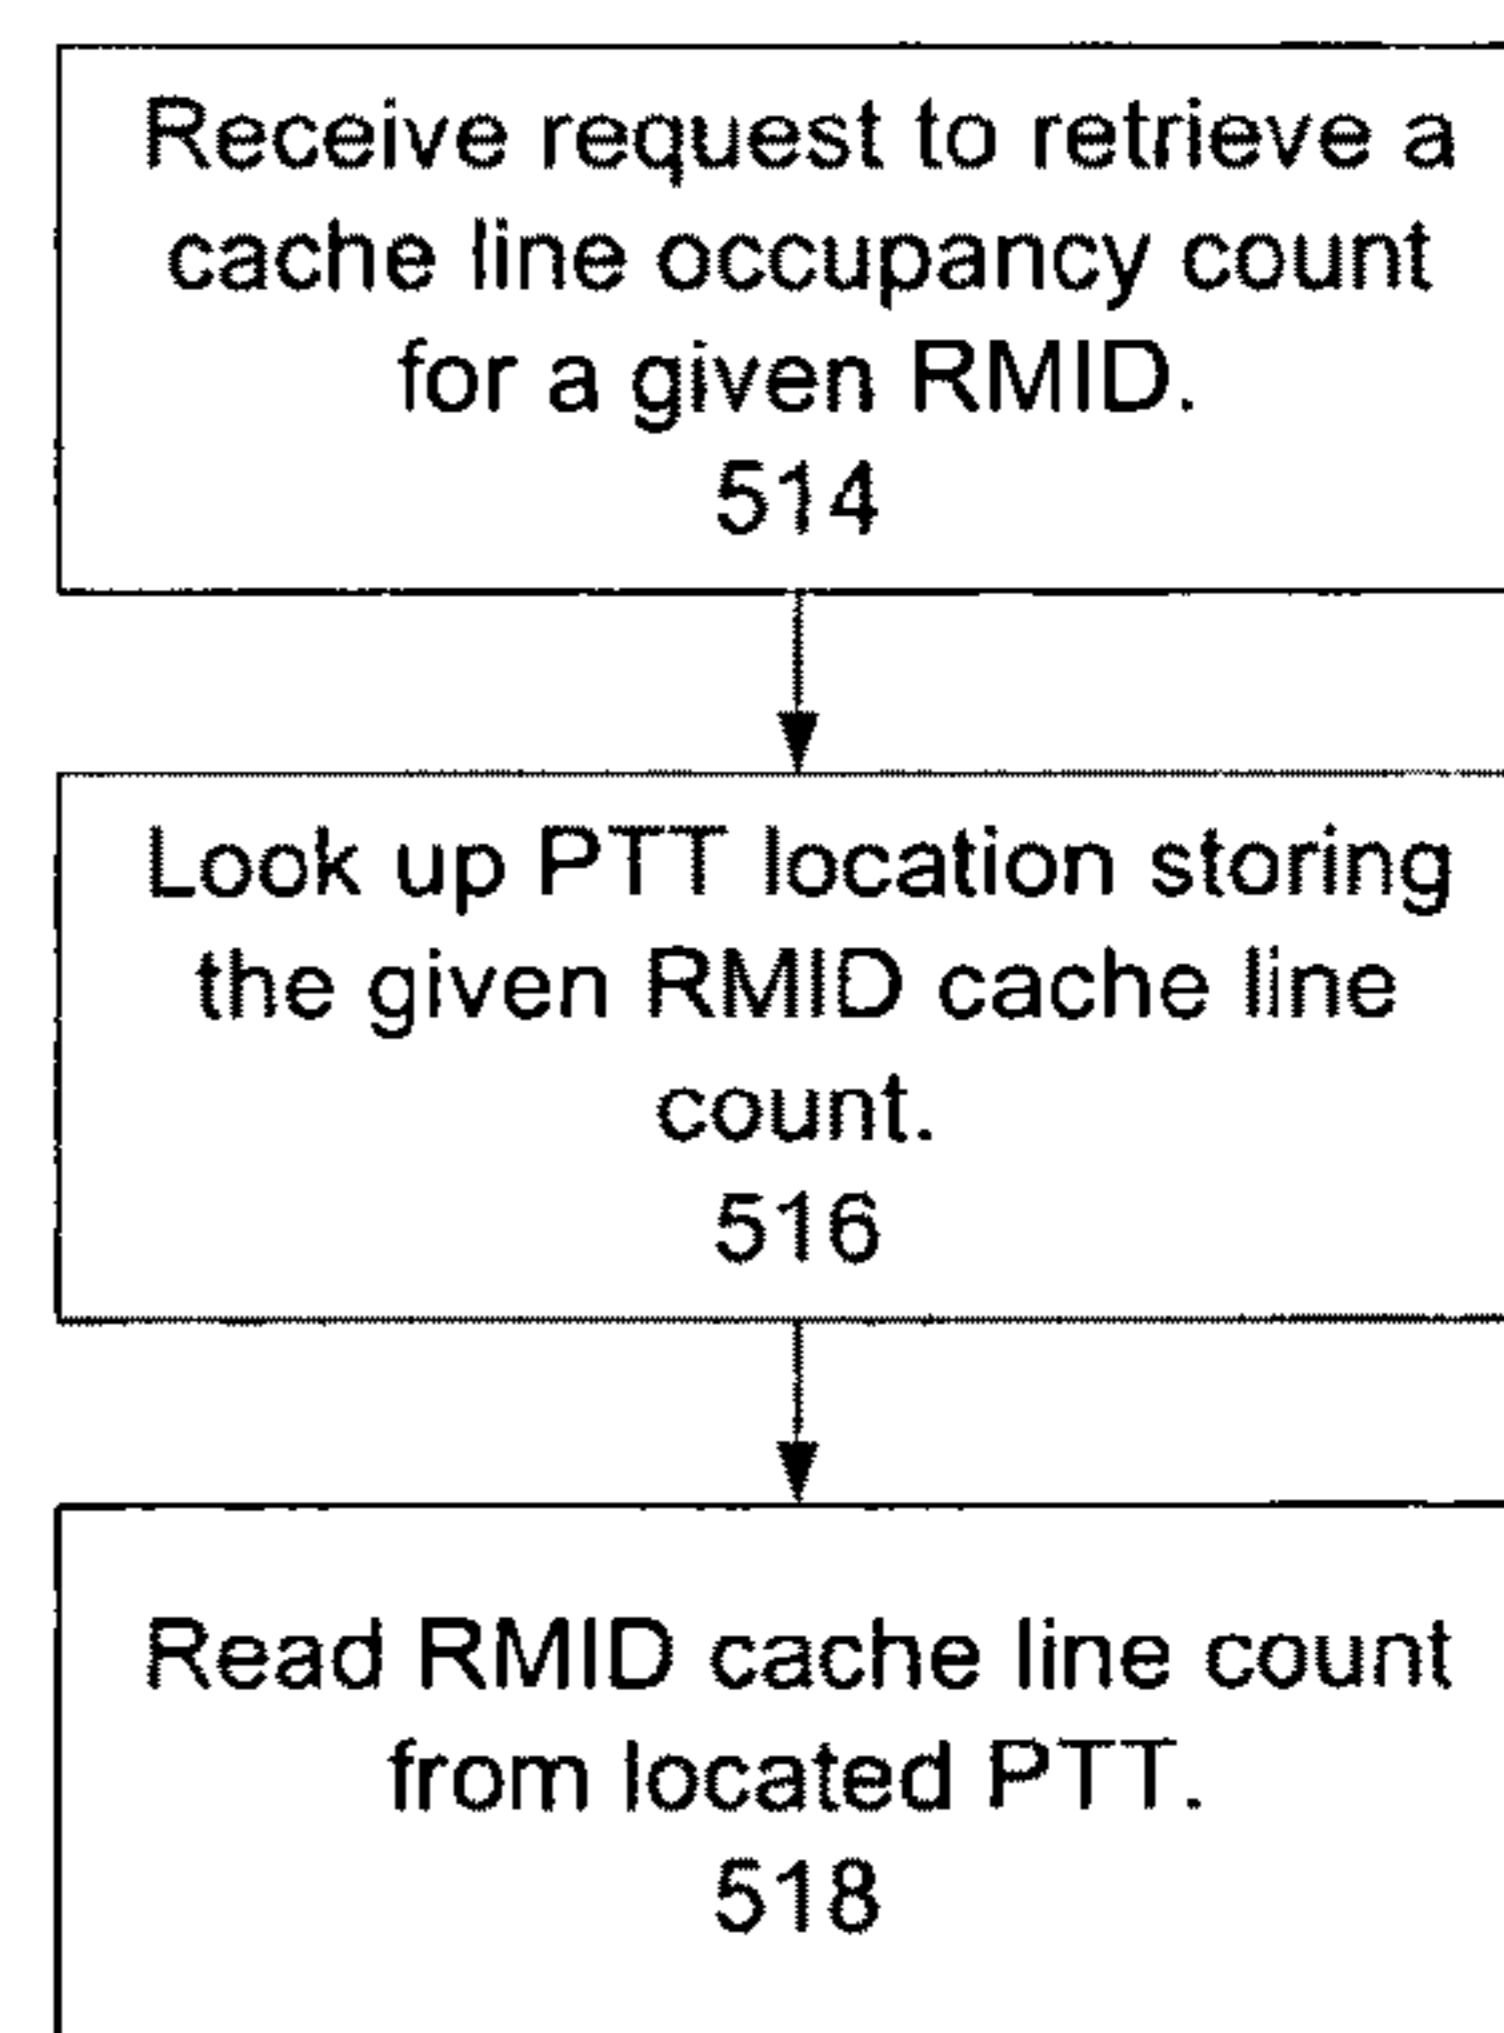 Receive request to retrieve a
cache line occupancy count
for a given RMID.
514
Look up PTT location storing
the given RMID cache line
count.
516
Read RMID cache line count
from located PTT.
518